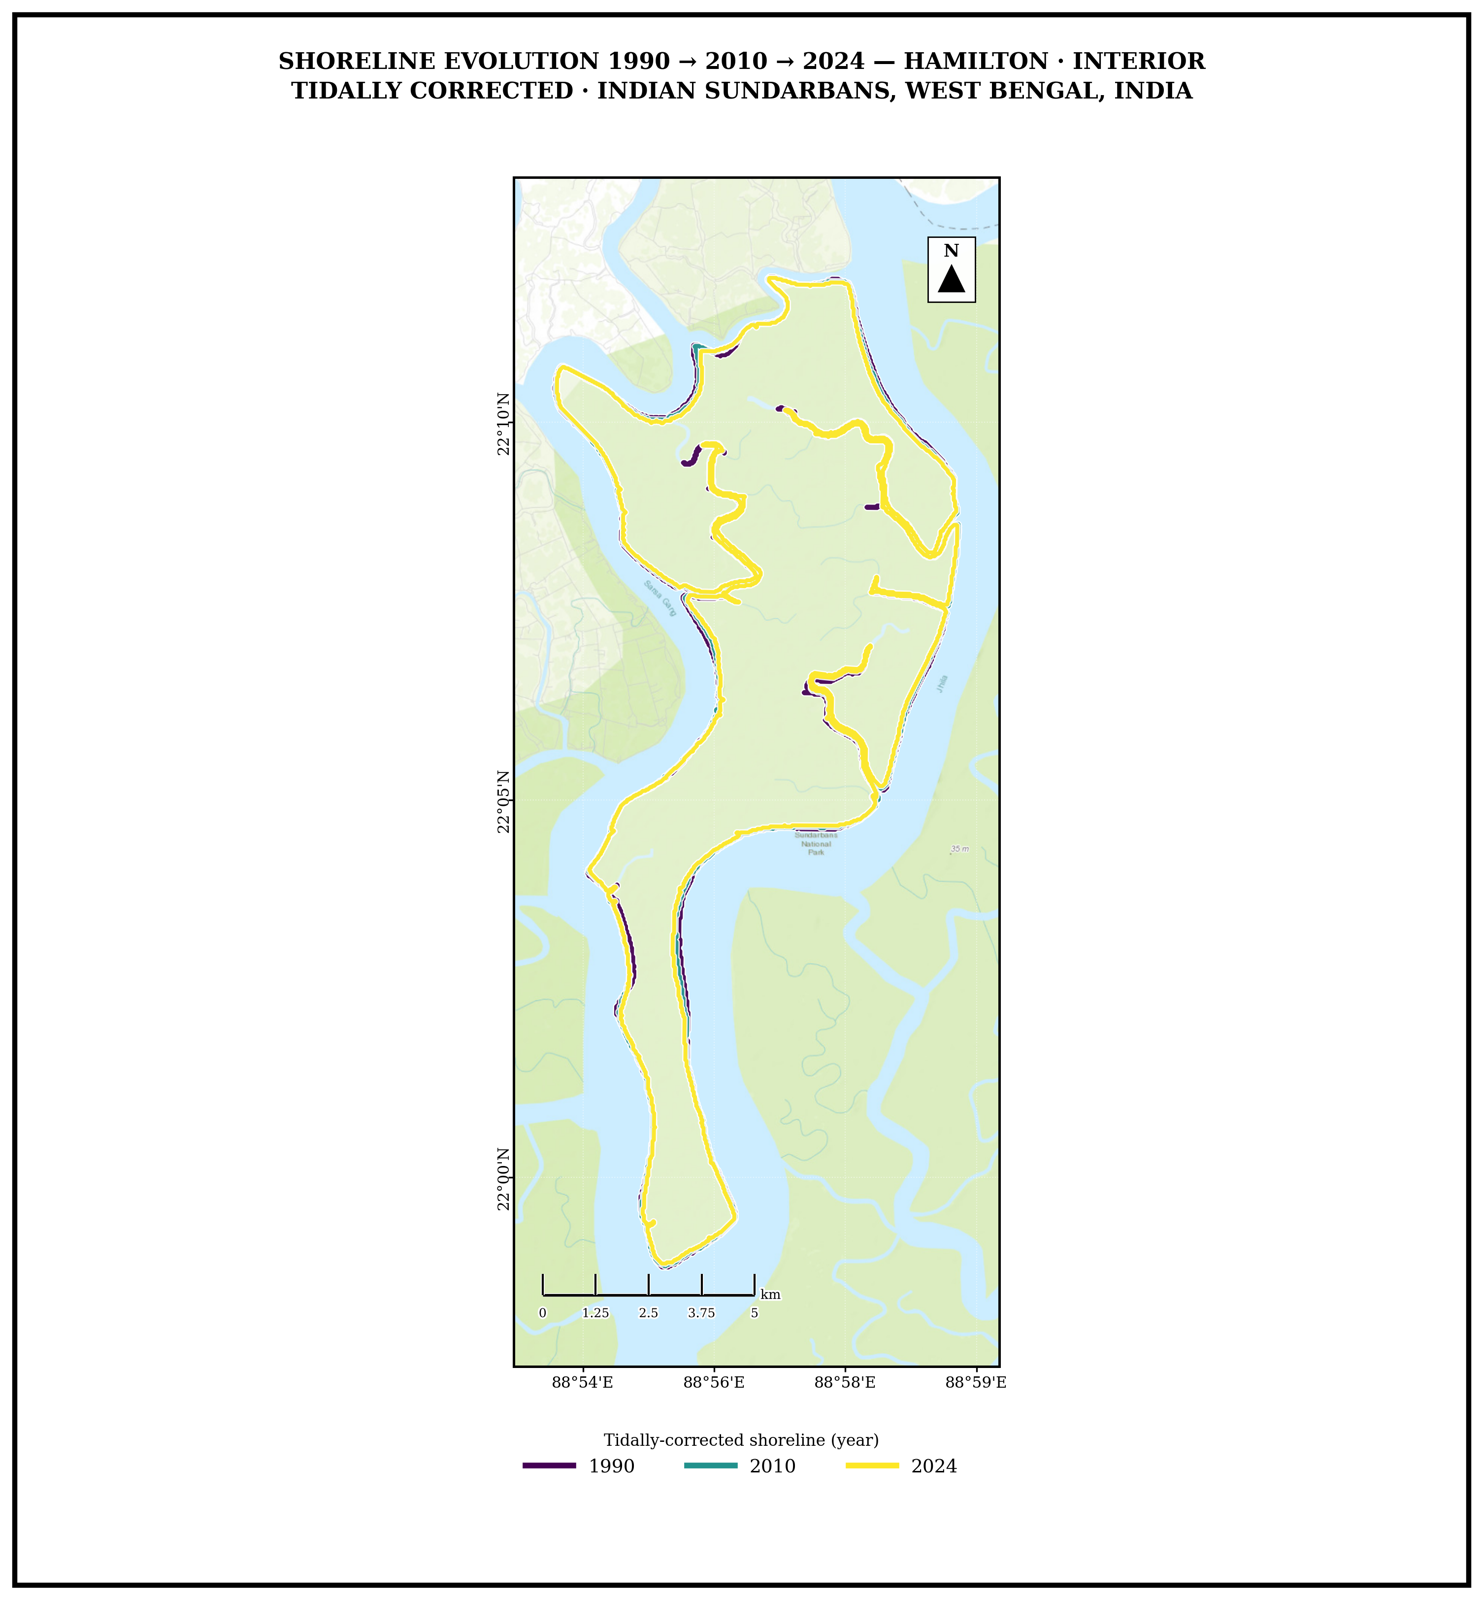 SHORELINE EVOLUTION 1990 → 2010 → 2024 — HAMILTON · INTERIOR
TIDALLY CORRECTED · INDIAN SUNDARBANS, WEST BENGAL, INDIA
N
22°10'N
Jhila
22°05'N
Sundarbans
National
Park
35 m
22°00'N
km
0 1.25 2.5 3.75 5
88°54'E 88°56'E 88°58'E 88°59'E
Tidally-corrected shoreline (year)
1990 2010 2024